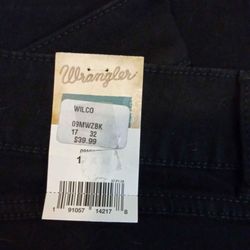 Wrangler
WILCO
09MWZBK
17 32
$39.99
1
1 91057 14217 8